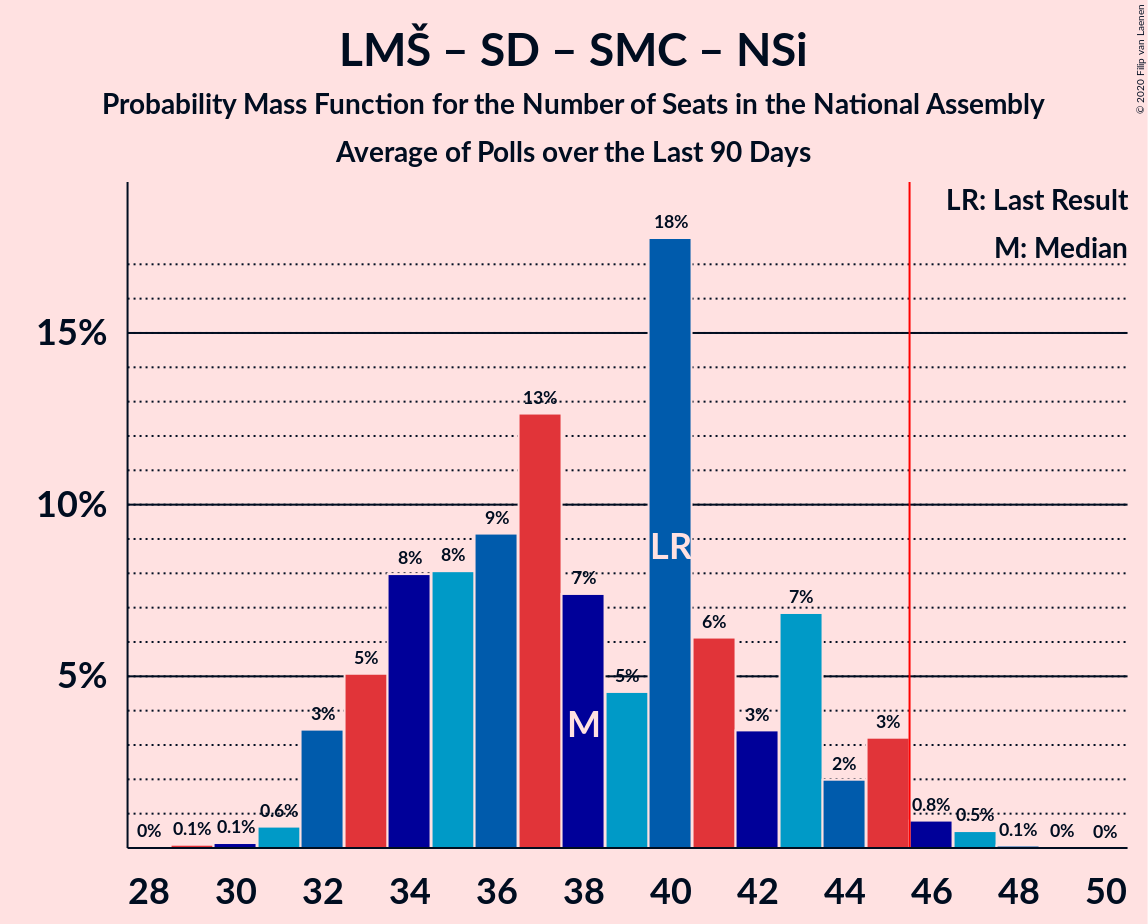 LMŠ – SD – SMC – NSi
Probability Mass Function for the Number of Seats in the National Assembly
Average of Polls over the Last 90 Days
© 2020 Filip van Laenen
LR: Last Result
M: Median
15%
10%
5%
0%
0.1%
0.1%
0.6%
3%
5%
8%
8%
9%
13%
7%
5%
18%
6%
3%
7%
2%
3%
0.8%
0.5%
0.1%
0%
0%
M
LR
28 30 32 34 36 38 40 42 44 46 48 50